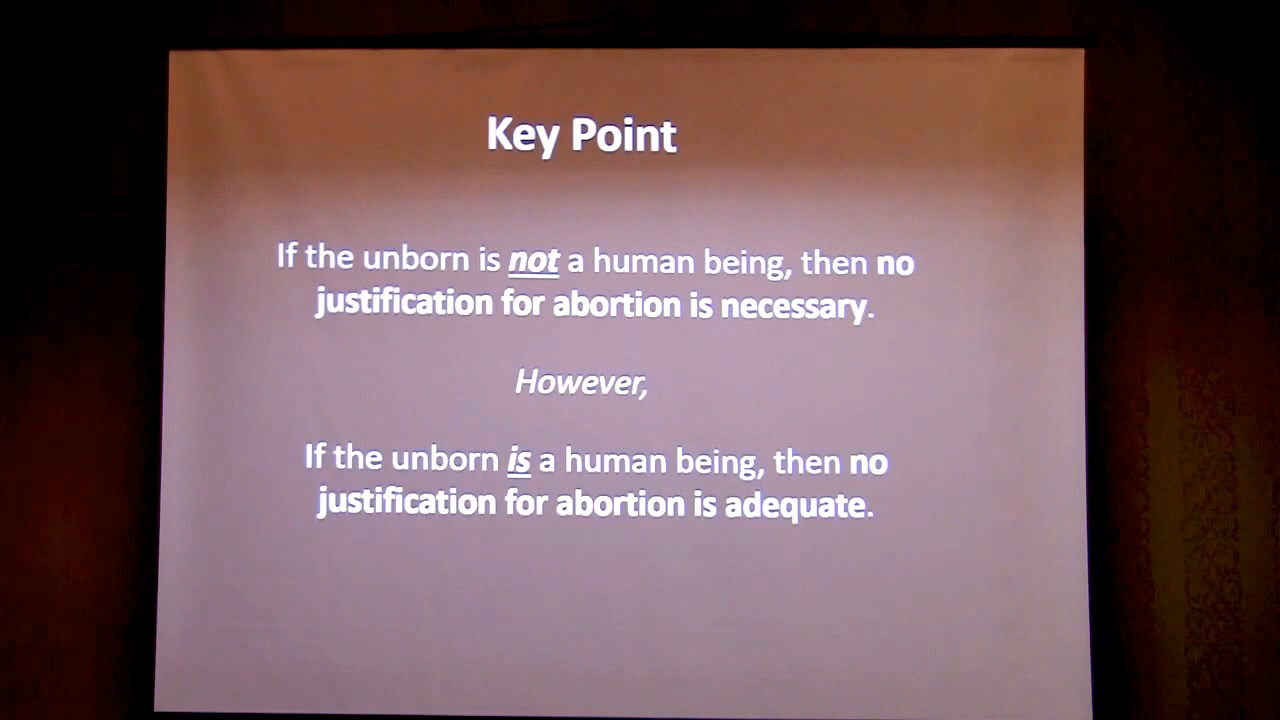 Key Point
If the unborn is not a human being, then no
justification for abortion is necessary.
However,
If the unborn is a human being, then no
justification for abortion is adequate.